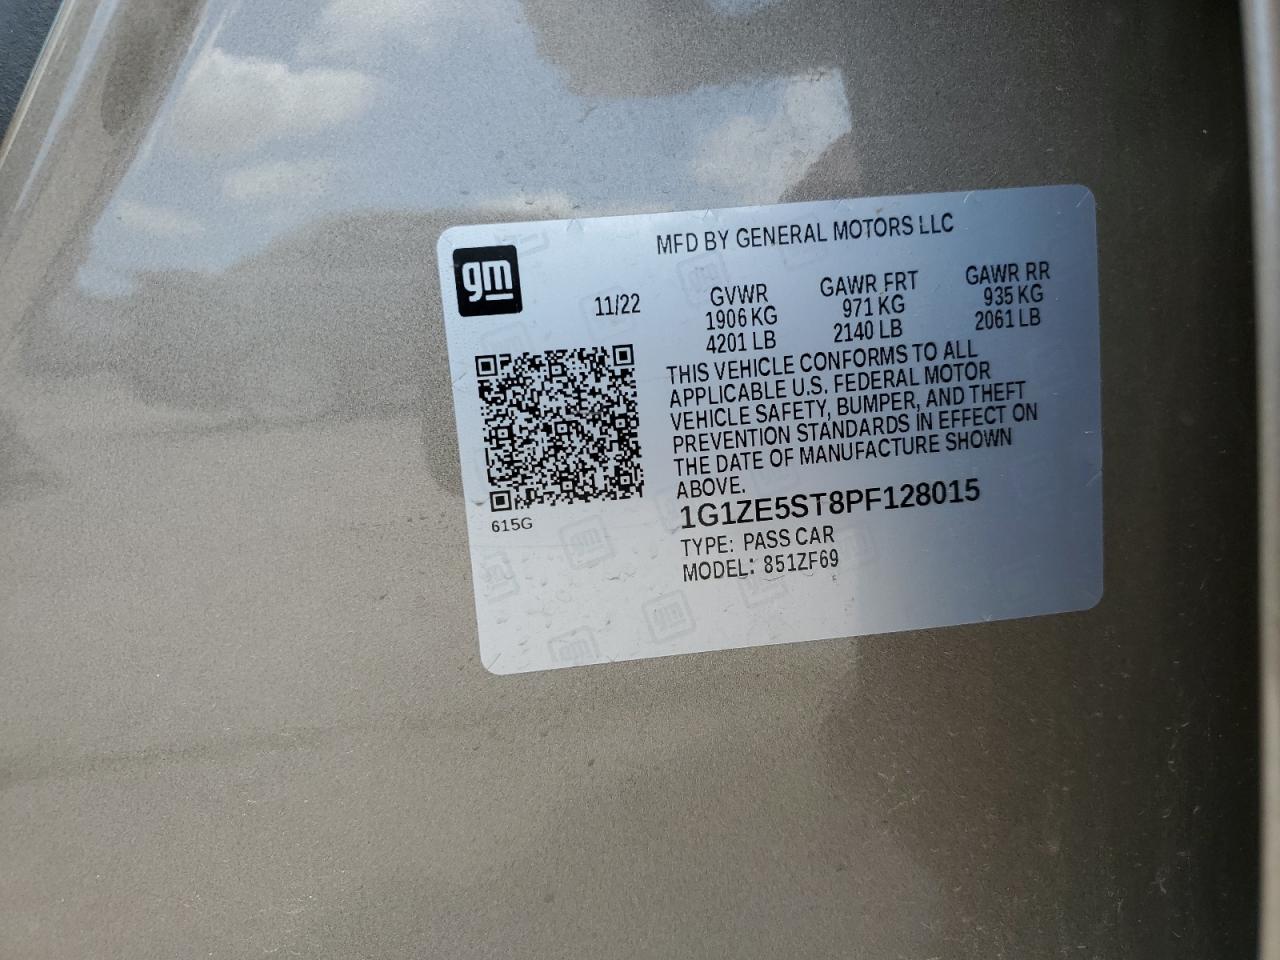 MFD BY GENERAL MOTORS LLC
gm
11/22
GVWR
1906 KG
4201 LB
GAWR FRT
971 KG
2140 LB
GAWR RR
935 KG
2061 LB
THIS VEHICLE CONFORMS TO ALL
APPLICABLE U.S. FEDERAL MOTOR
VEHICLE SAFETY, BUMPER, AND THEFT
PREVENTION STANDARDS IN EFFECT ON
THE DATE OF MANUFACTURE SHOWN
ABOVE.
615G
1G1ZE5ST8PF128015
TYPE: PASS CAR
MODEL: 851ZF69